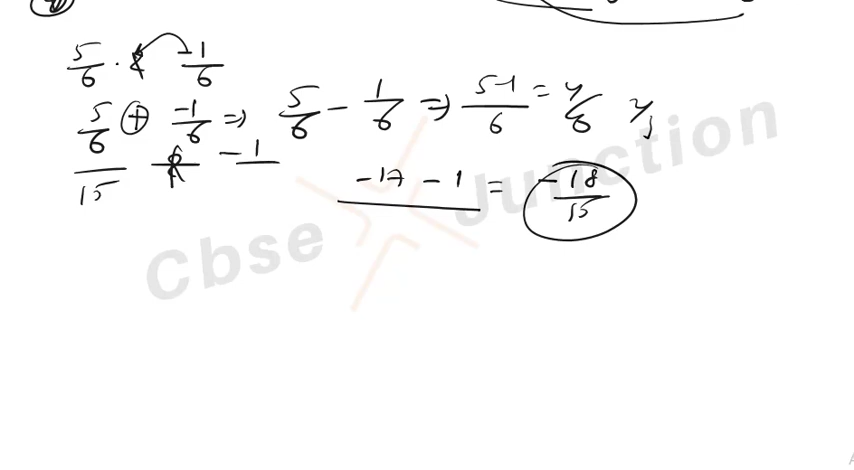 5/6 · -1/6
5/6 + -1/6 ⇒ 5/6 - 1/6 ⇒ 5-1/6 = 4/6
15 -1
-17 - 1 = -18/15
Cbse Junction